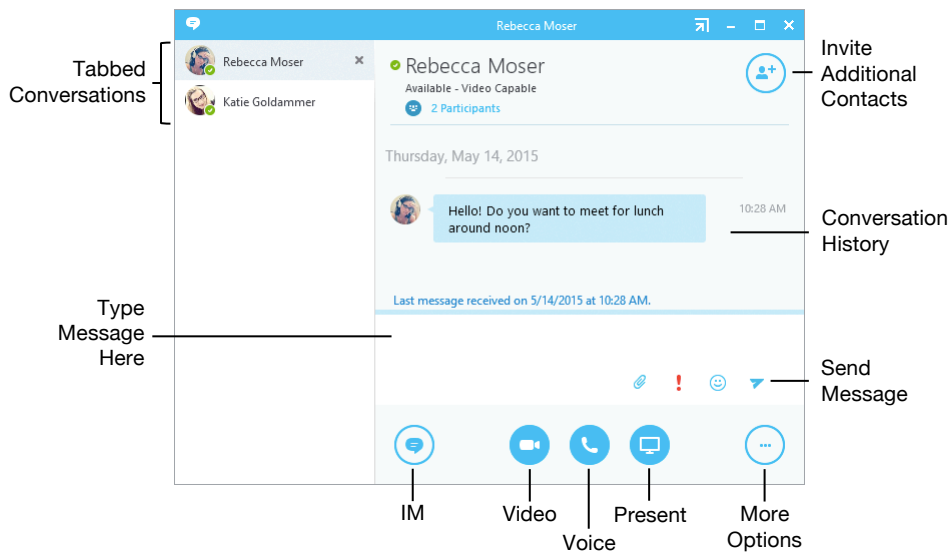 Rebecca Moser
Tabbed
Conversations
Rebecca Moser
Katie Goldammer
Rebecca Moser
Available - Video Capable
2 Participants
Invite
Additional
Contacts
Thursday, May 14, 2015
Hello! Do you want to meet for lunch
around noon?
10:28 AM
Conversation
History
Last message received on 5/14/2015 at 10:28 AM.
Type
Message
Here
Send
Message
IM
Video
Voice
Present
More
Options